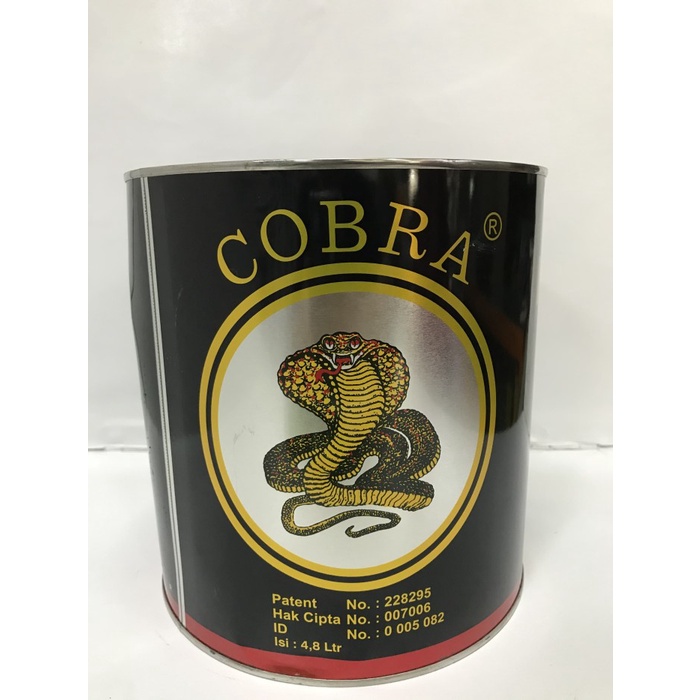 COBRA®
Patent No. : 228295
Hak Cipta No. : 007006
ID No. : 0 005 082
Isi : 4,8 Ltr